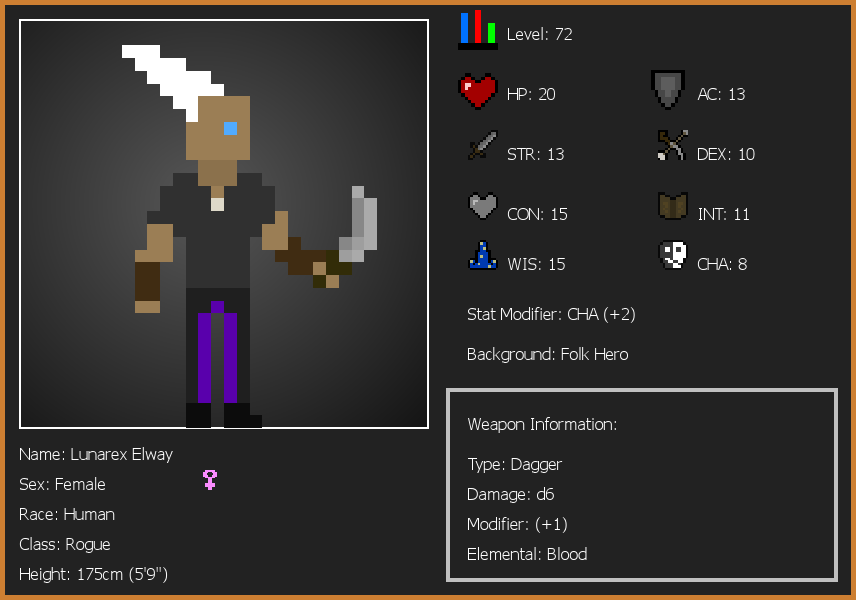 Level: 72
HP: 20
AC: 13
STR: 13
DEX: 10
CON: 15
INT: 11
WIS: 15
CHA: 8
Stat Modifier: CHA (+2)
Background: Folk Hero
Weapon Information:
Type: Dagger
Damage: d6
Modifier: (+1)
Elemental: Blood
Name: Lunarex Elway
Sex: Female
Race: Human
Class: Rogue
Height: 175cm (5'9")